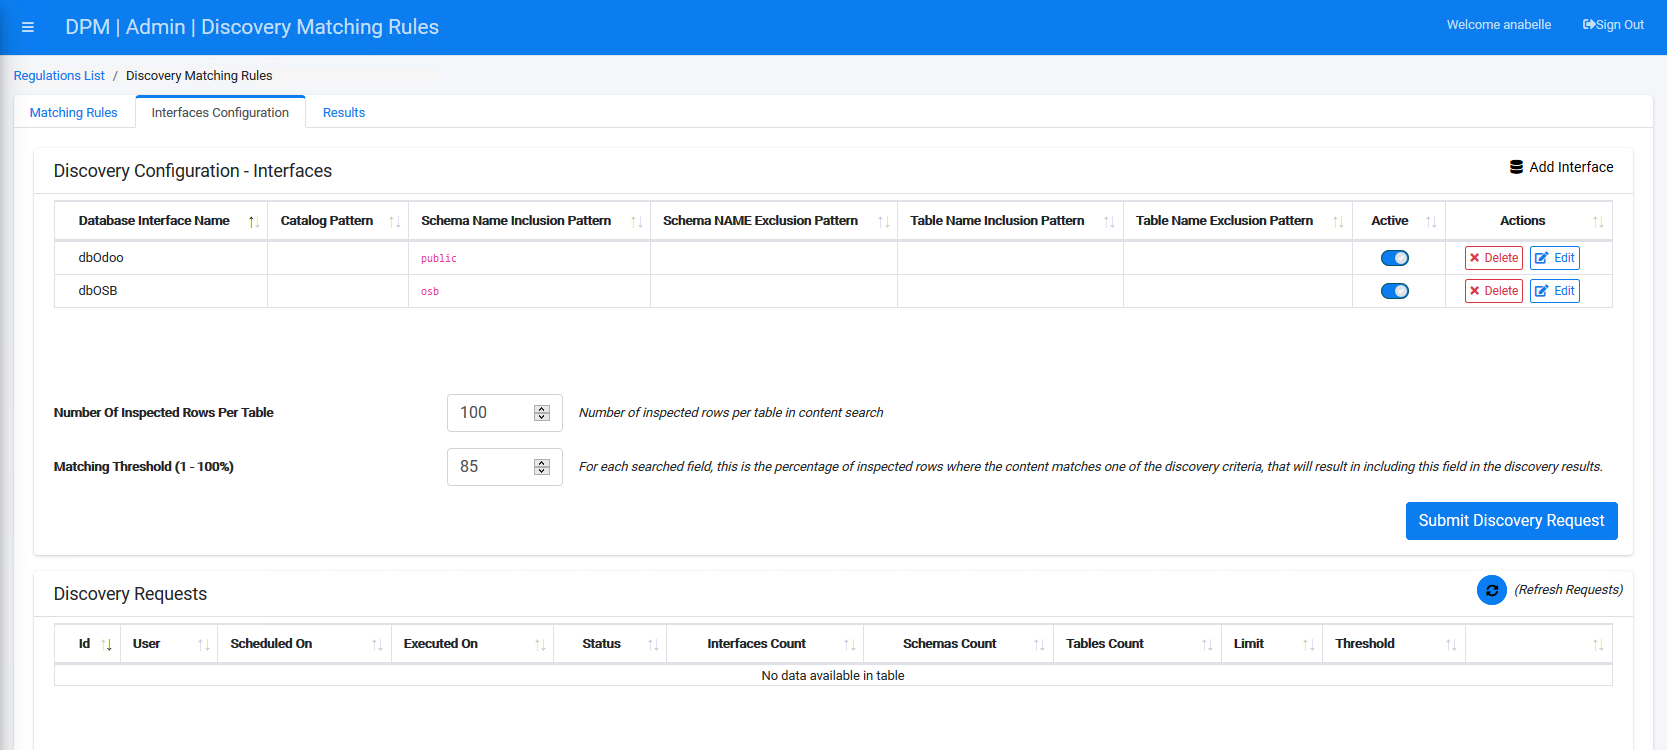 DPM | Admin | Discovery Matching Rules
Welcome anabelle
Sign Out
Regulations List / Discovery Matching Rules
Matching Rules
Interfaces Configuration
Results
Discovery Configuration - Interfaces
Add Interface
Database Interface Name
Catalog Pattern
Schema Name Inclusion Pattern
Schema NAME Exclusion Pattern
Table Name Inclusion Pattern
Table Name Exclusion Pattern
Active
Actions
dbOdoo
public
Delete
Edit
dbOSB
osb
Delete
Edit
Number Of Inspected Rows Per Table
100
Number of inspected rows per table in content search
Matching Threshold (1 - 100%)
85
For each searched field, this is the percentage of inspected rows where the content matches one of the discovery criteria, that will result in including this field in the discovery results.
Submit Discovery Request
Discovery Requests
(Refresh Requests)
Id
User
Scheduled On
Executed On
Status
Interfaces Count
Schemas Count
Tables Count
Limit
Threshold
No data available in table